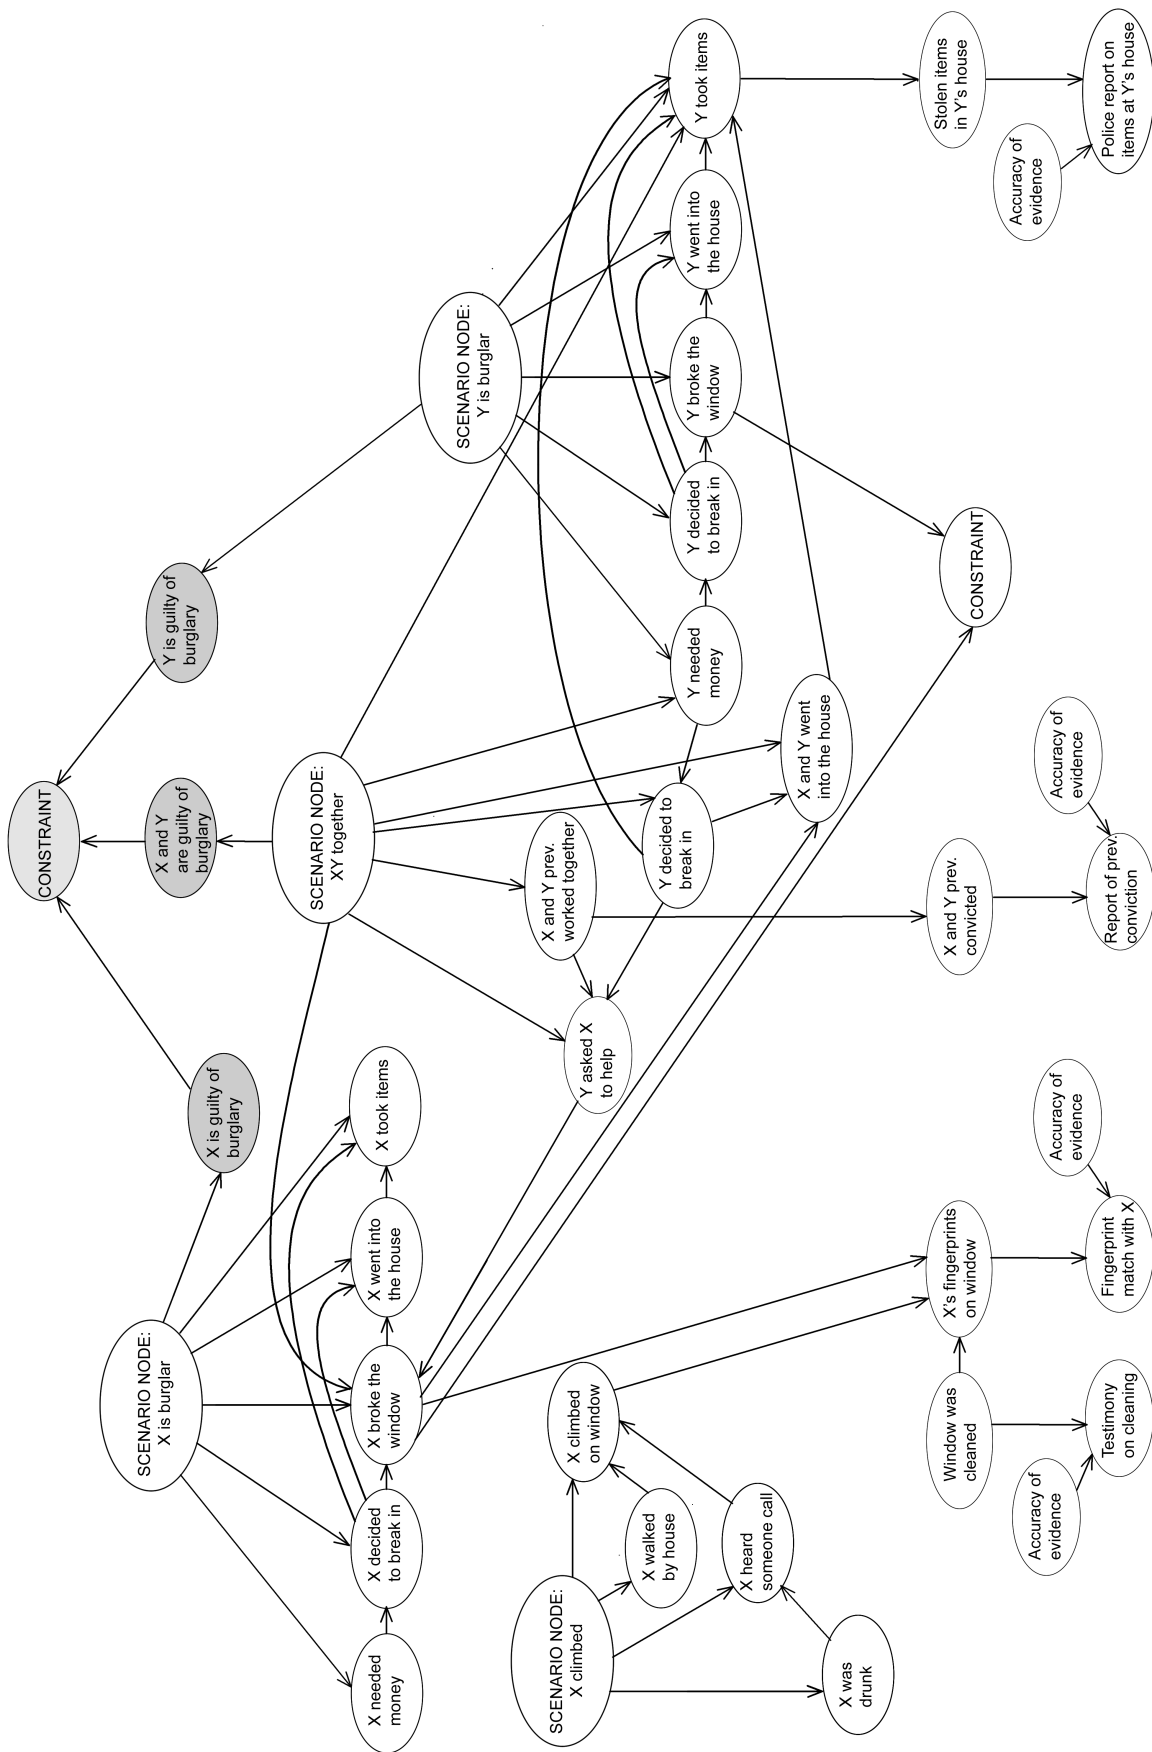 CONSTRAINT
X is guilty of
burglary
X and Y
are guilty of
burglary
Y is guilty of
burglary
SCENARIO NODE:
X is burglar
SCENARIO NODE:
XY together
SCENARIO NODE:
Y is burglar
X needed
money
X decided
to break in
X broke the
window
X went into
the house
X took items
SCENARIO NODE:
X climbed
X climbed
on window
X walked
by house
X heard
someone call
X was
drunk
Y asked X
to help
X and Y prev.
worked together
Y decided to
break in
Y needed
money
Y decided
to break in
Y broke the
window
Y went into
the house
Y took items
X and Y went
into the house
CONSTRAINT
Window was
cleaned
X's fingerprints
on window
X and Y prev.
convicted
Stolen items
in Y's house
Accuracy of
evidence
Testimony
on cleaning
Accuracy of
evidence
Fingerprint
match with X
Accuracy of
evidence
Report of prev.
conviction
Accuracy of
evidence
Police report on
items at Y's house